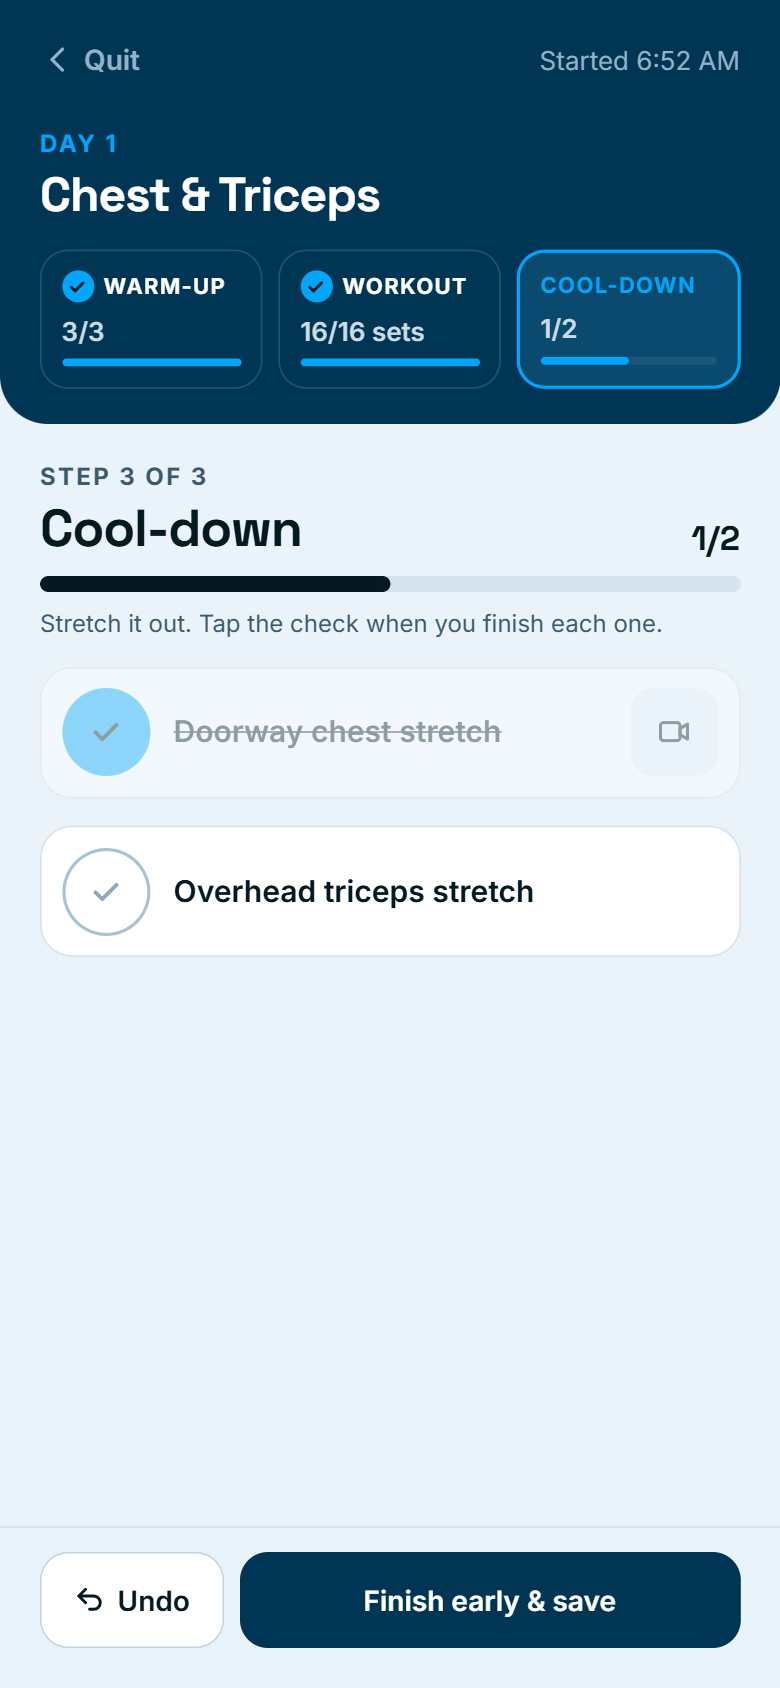 Quit
Started 6:52 AM
DAY 1
Chest & Triceps
WARM-UP
3/3
WORKOUT
16/16 sets
COOL-DOWN
1/2
STEP 3 OF 3
Cool-down
1/2
Stretch it out. Tap the check when you finish each one.
Doorway chest stretch
Overhead triceps stretch
Undo
Finish early & save